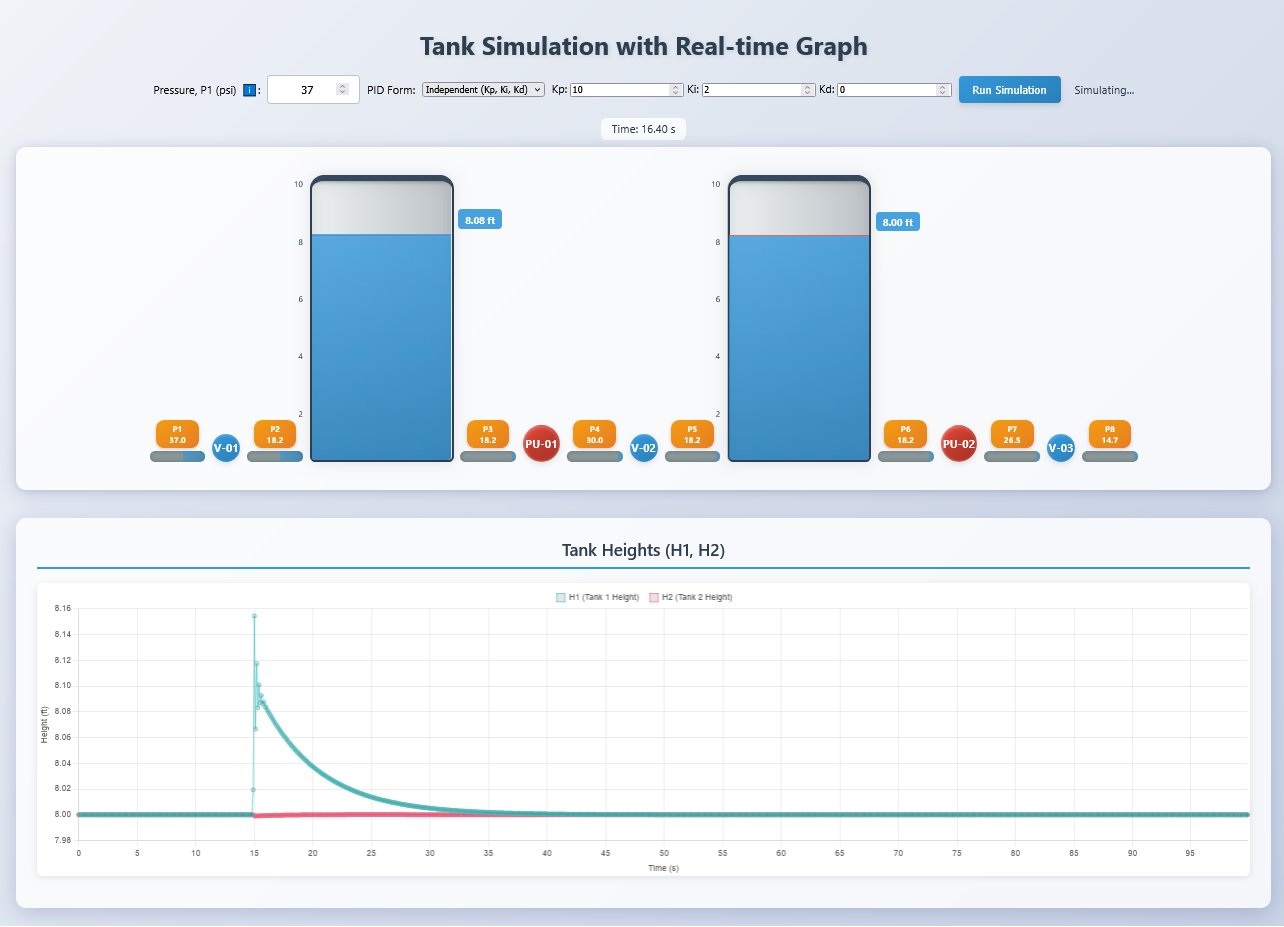 Tank Simulation with Real-time Graph
Pressure, P1 (psi) i : 37 PID Form: Independent (Kp, Ki, Kd) Kp: 10 Ki: 2 Kd: 0 Run Simulation Simulating...
Time: 16.40 s
10
8
6
4
2
8.08 ft
10
8
6
4
2
8.00 ft
P1
37.0
V-01
P2
18.2
P3
18.2
PU-01
P4
30.0
V-02
P5
18.2
P6
18.2
PU-02
P7
26.5
V-03
P8
14.7
Tank Heights (H1, H2)
H1 (Tank 1 Height) H2 (Tank 2 Height)
Height (ft)
8.16
8.14
8.12
8.10
8.08
8.06
8.04
8.02
8.00
7.98
0 5 10 15 20 25 30 35 40 45 50 55 60 65 70 75 80 85 90 95
Time (s)